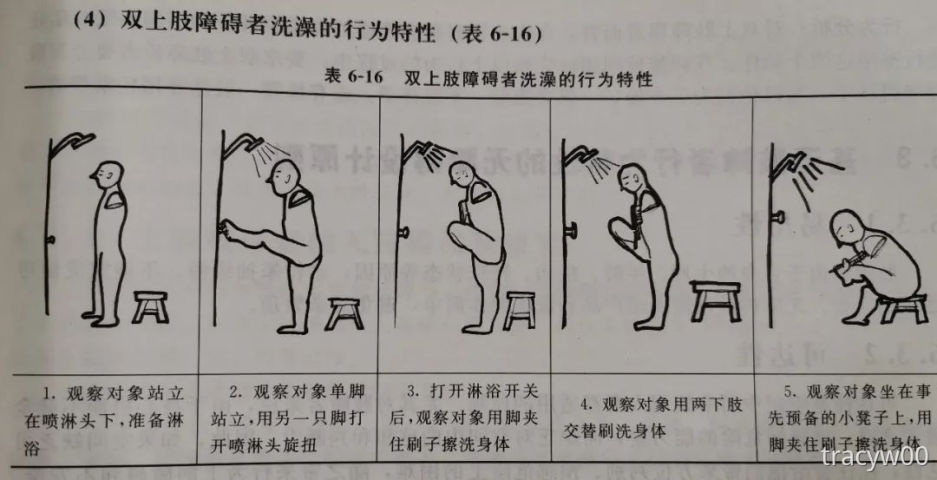 (4) 双上肢障碍者洗澡的行为特性（表 6-16）
表 6-16 双上肢障碍者洗澡的行为特性
1. 观察对象站立
在喷淋头下，准备淋
浴
2. 观察对象单脚
站立，用另一只脚打
开喷淋头旋扭
3. 打开淋浴开关
后，观察对象用脚夹
住刷子擦洗身体
4. 观察对象用两下肢
交替刷洗身体
5. 观察对象坐在事
先预备的小凳子上，用
脚夹住刷子擦洗身体
tracyw00